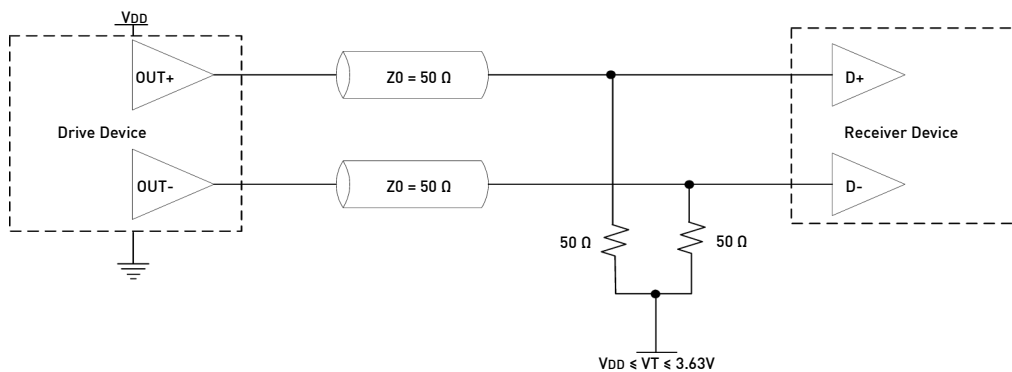 VDD
OUT+
Z0 = 50 Ω
D+
Drive Device
Receiver Device
OUT-
Z0 = 50 Ω
D-
50 Ω
50 Ω
VDD ≤ VT ≤ 3.63V